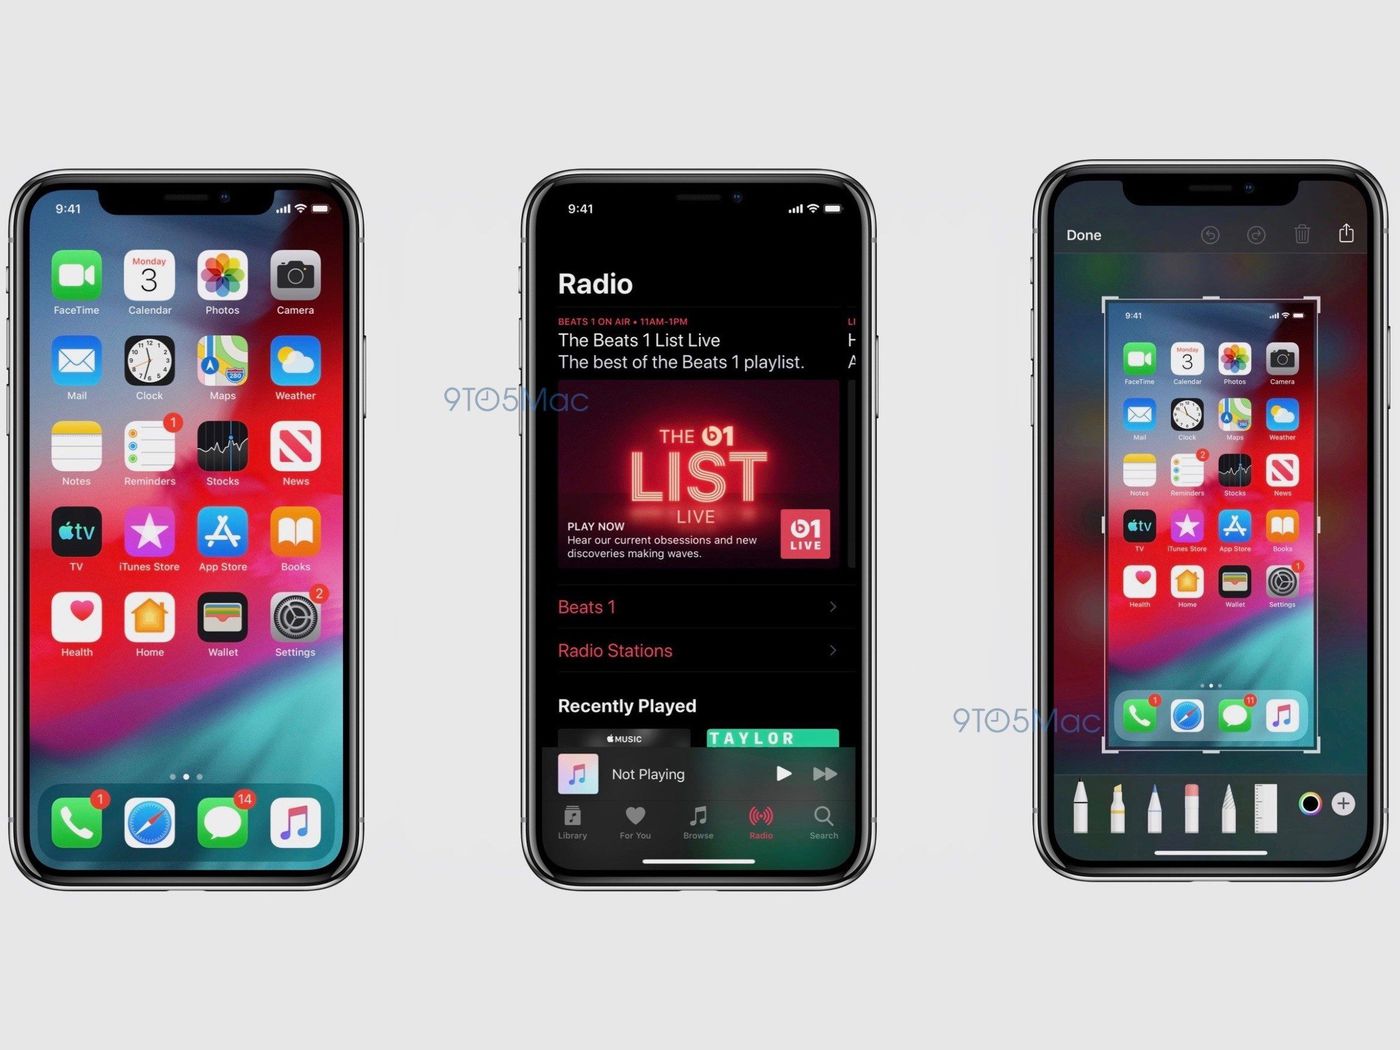 9:41
Monday
3
FaceTime
Calendar
Photos
Camera
280
Mail
Clock
Maps
Weather
1
Notes
Reminders
Stocks
News
tv
TV
iTunes Store
App Store
Books
2
Health
Home
Wallet
Settings
1
14
9TO5Mac
9:41
Radio
BEATS 1 ON AIR • 11AM-1PM
LI
The Beats 1 List Live
H
The best of the Beats 1 playlist.
A
THE b1
LIST
LIVE
PLAY NOW
Hear our current obsessions and new
discoveries making waves.
b1
LIVE
Beats 1
Radio Stations
Recently Played
MUSIC
TAYLOR
Not Playing
Library
For You
Browse
Radio
Search
9TO5Mac
Done
9:41
Monday
3
FaceTime
Calendar
Photos
Camera
Mail
Clock
Maps
Weather
2
Notes
Reminders
Stocks
News
tv
TV
iTunes Store
App Store
Books
1
Health
Home
Wallet
Settings
1
11